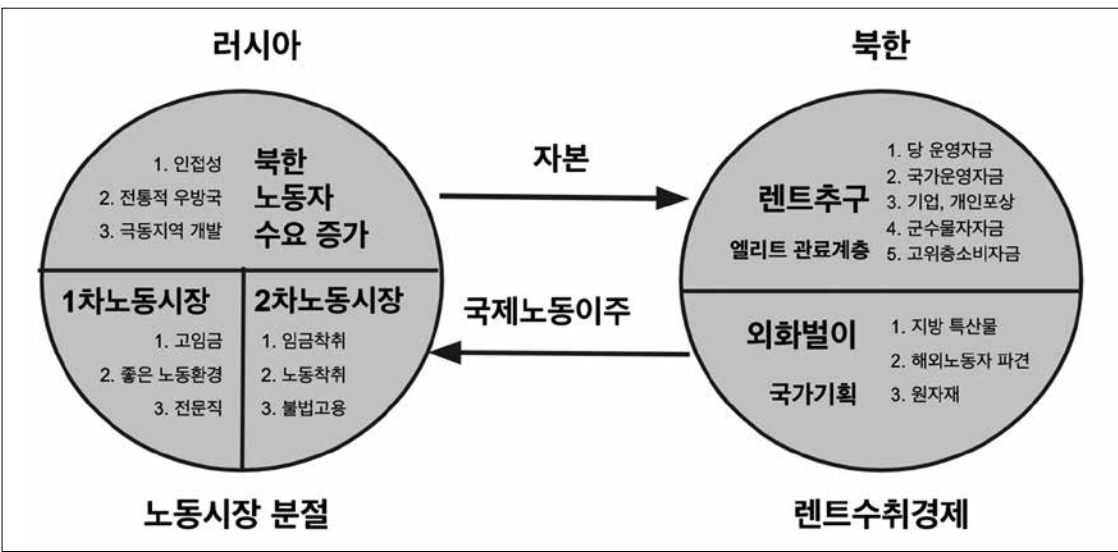 러시아
북한
1. 인접성
2. 전통적 우방국
3. 극동지역 개발
북한
노동자
수요 증가
1차노동시장
1. 고임금
2. 좋은 노동환경
3. 전문직
2차노동시장
1. 임금착취
2. 노동착취
3. 불법고용
노동시장 분절
자본
국제노동이주
렌트추구
엘리트 관료계층
1. 당 운영자금
2. 국가운영자금
3. 기업, 개인포상
4. 군수물자자금
5. 고위층소비자금
외화벌이
국가기획
1. 지방 특산물
2. 해외노동자 파견
3. 원자재
렌트수취경제